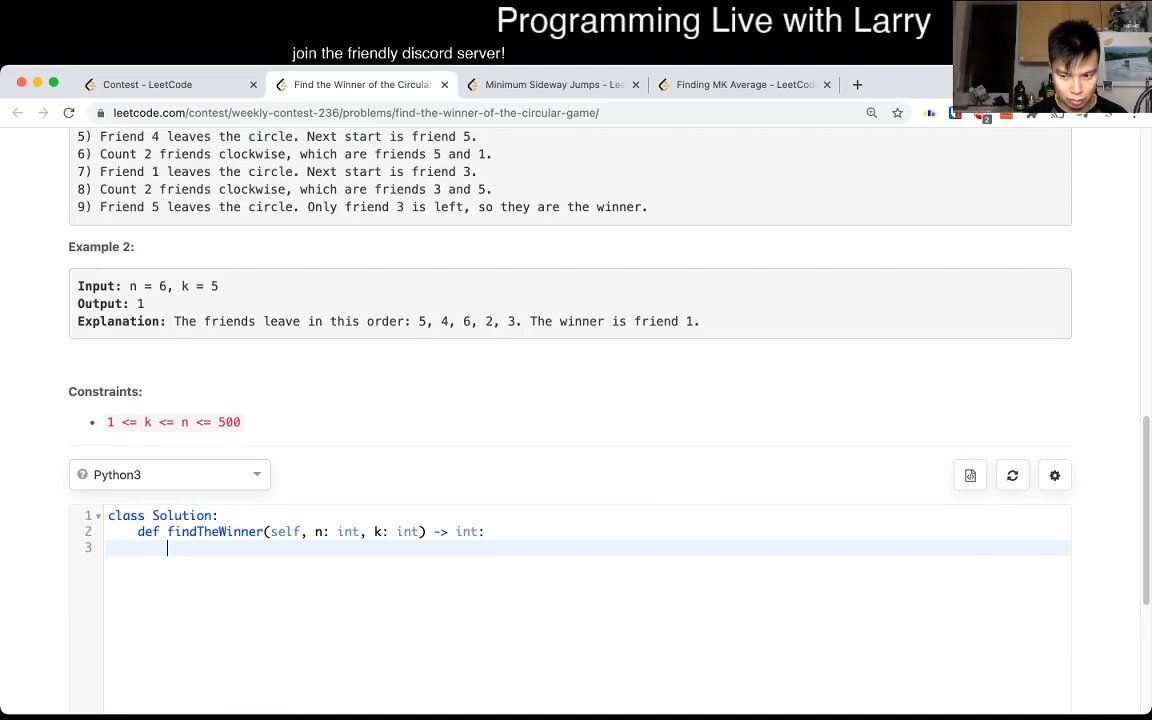 Programming Live with Larry
join the friendly discord server!
Contest - LeetCode
Find the Winner of the Circular
Minimum Sideway Jumps - Lee
Finding MK Average - LeetCod
leetcode.com/contest/weekly-contest-236/problems/find-the-winner-of-the-circular-game/
2
5) Friend 4 leaves the circle. Next start is friend 5.
6) Count 2 friends clockwise, which are friends 5 and 1.
7) Friend 1 leaves the circle. Next start is friend 3.
8) Count 2 friends clockwise, which are friends 3 and 5.
9) Friend 5 leaves the circle. Only friend 3 is left, so they are the winner.
Example 2:
Input: n = 6, k = 5
Output: 1
Explanation: The friends leave in this order: 5, 4, 6, 2, 3. The winner is friend 1.
Constraints:
1 <= k <= n <= 500
Python3
1 class Solution:
2 def findTheWinner(self, n: int, k: int) -> int:
3